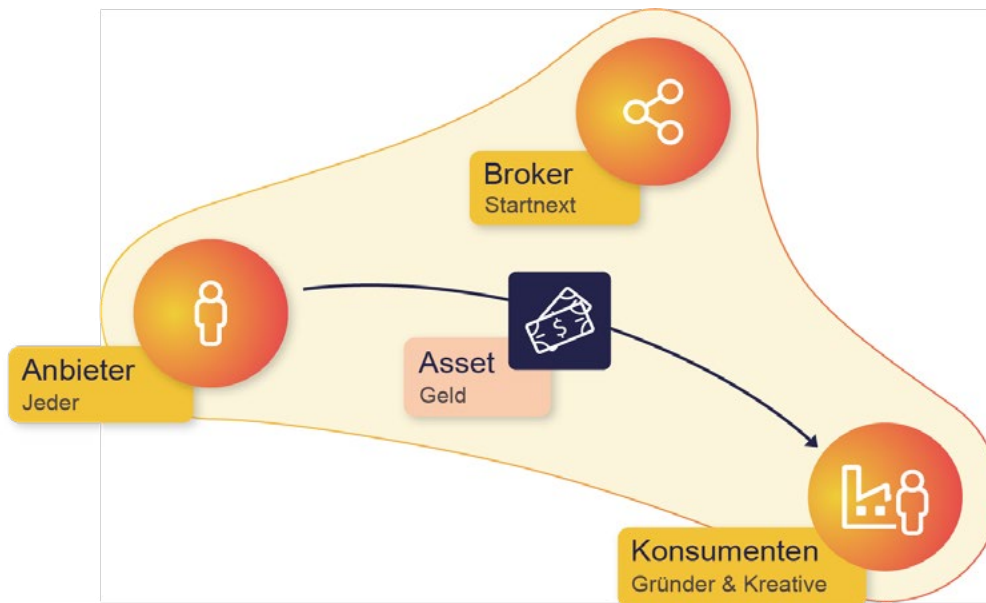 Broker
Startnext
Anbieter
Jeder
Asset
Geld
$
Konsumenten
Gründer & Kreative